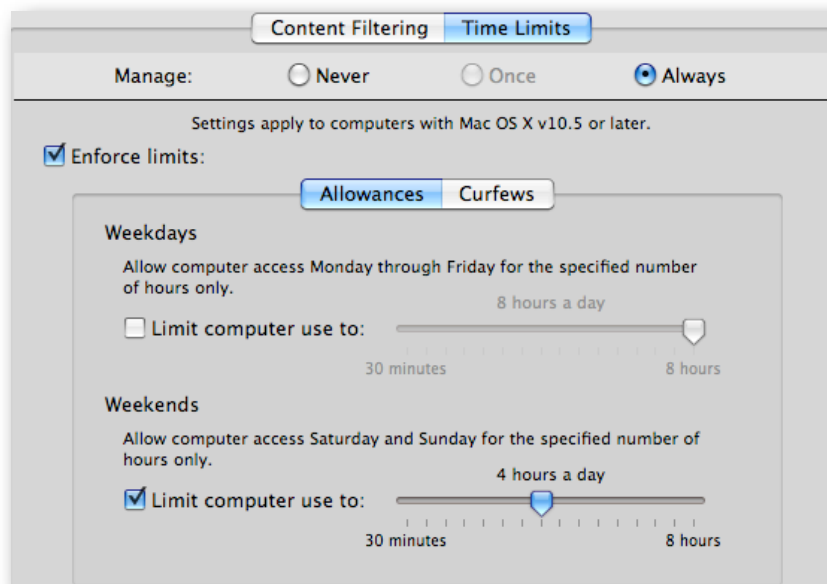 Content Filtering Time Limits
Manage: Never Once Always
Settings apply to computers with Mac OS X v10.5 or later.
Enforce limits:
Allowances Curfews
Weekdays
Allow computer access Monday through Friday for the specified number
of hours only.
8 hours a day
Limit computer use to:
30 minutes 8 hours
Weekends
Allow computer access Saturday and Sunday for the specified number of
hours only.
4 hours a day
Limit computer use to:
30 minutes 8 hours